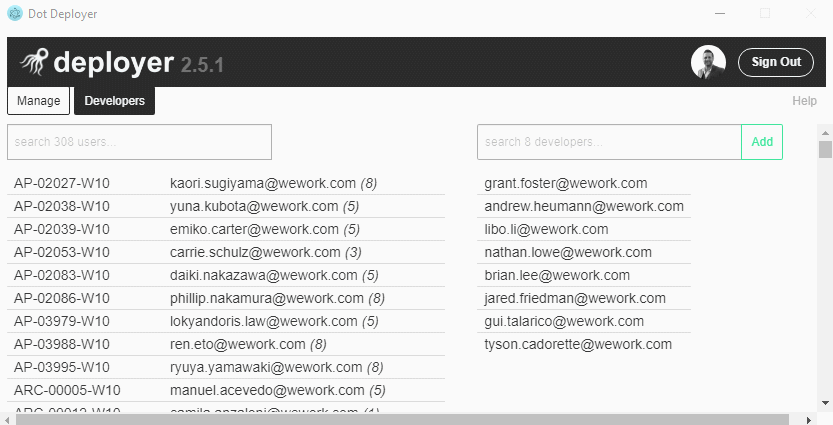 Dot Deployer
deployer 2.5.1
Sign Out
Manage Developers Help
search 308 users...
search 8 developers... Add
AP-02027-W10 kaori.sugiyama@wework.com (8)
AP-02038-W10 yuna.kubota@wework.com (5)
AP-02039-W10 emiko.carter@wework.com (5)
AP-02053-W10 carrie.schulz@wework.com (3)
AP-02083-W10 daiki.nakazawa@wework.com (5)
AP-02086-W10 phillip.nakamura@wework.com (8)
AP-03979-W10 lokyandoris.law@wework.com (5)
AP-03988-W10 ren.eto@wework.com (8)
AP-03995-W10 ryuya.yamawaki@wework.com (8)
ARC-00005-W10 manuel.acevedo@wework.com (5)
grant.foster@wework.com
andrew.heumann@wework.com
libo.li@wework.com
nathan.lowe@wework.com
brian.lee@wework.com
jared.friedman@wework.com
gui.talarico@wework.com
tyson.cadorette@wework.com